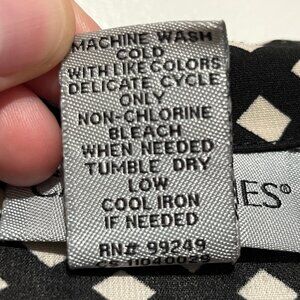 MACHINE WASH
COLD
WITH LIKE COLORS
DELICATE CYCLE
ONLY
NON-CHLORINE
BLEACH
WHEN NEEDED
TUMBLE DRY
LOW
COOL IRON
IF NEEDED
RN# 99249